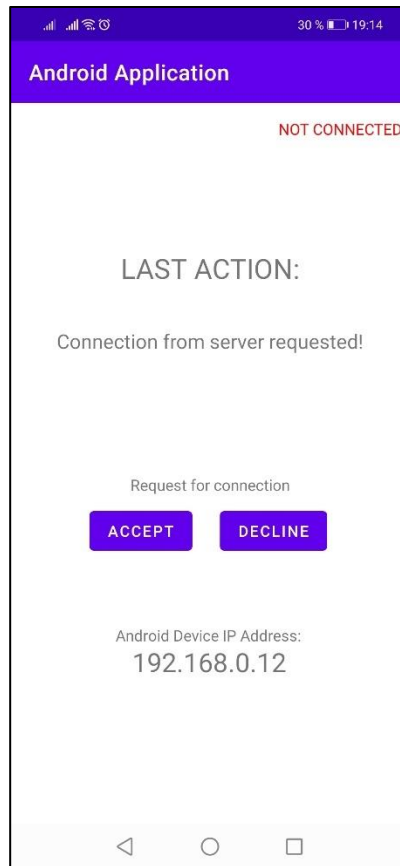 30 % 19:14
Android Application
NOT CONNECTED
LAST ACTION:
Connection from server requested!
Request for connection
ACCEPT DECLINE
Android Device IP Address:
192.168.0.12